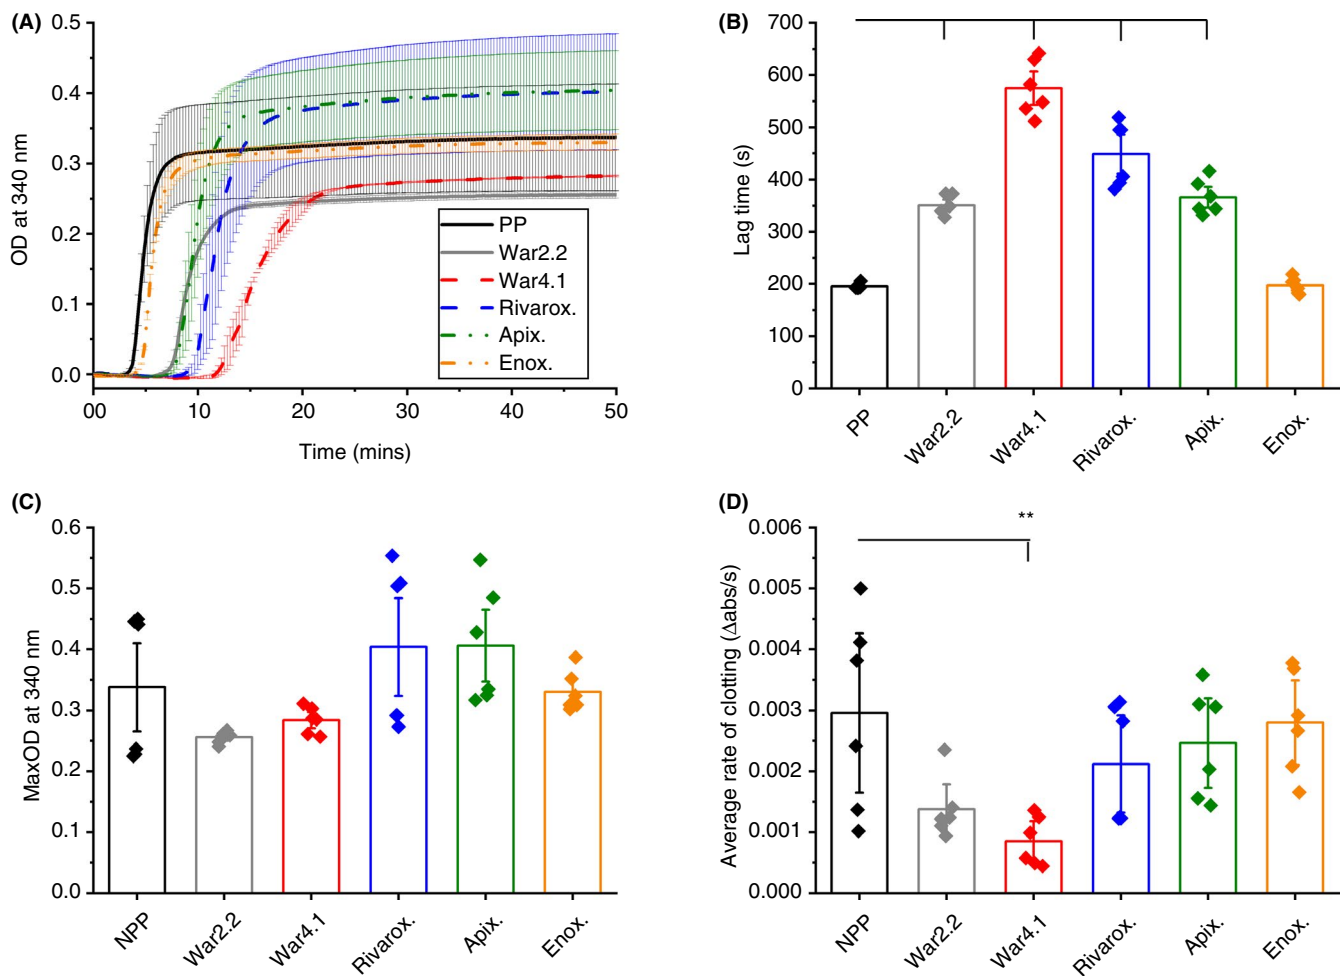 (A)
OD at 340 nm
0.5
0.4
0.3
0.2
0.1
0.0
00 10 20 30 40 50
Time (mins)
PP
War2.2
War4.1
Rivarox.
Apix.
Enox.
(B)
Lag time (s)
700
600
500
400
300
200
100
0
PP War2.2 War4.1 Rivarox. Apix. Enox.
(C)
MaxOD at 340 nm
0.6
0.5
0.4
0.3
0.2
0.1
0.0
NPP War2.2 War4.1 Rivarox. Apix. Enox.
(D)
Average rate of clotting (Δabs/s)
0.006
0.005
0.004
0.003
0.002
0.001
0.000
**
NPP War2.2 War4.1 Rivarox. Apix. Enox.